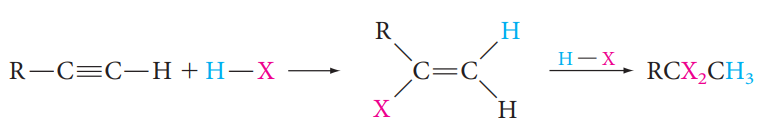 R H
H—X
R—C≡C—H + H—X ⟶ C=C ⟶ RCX₂CH₃
X H